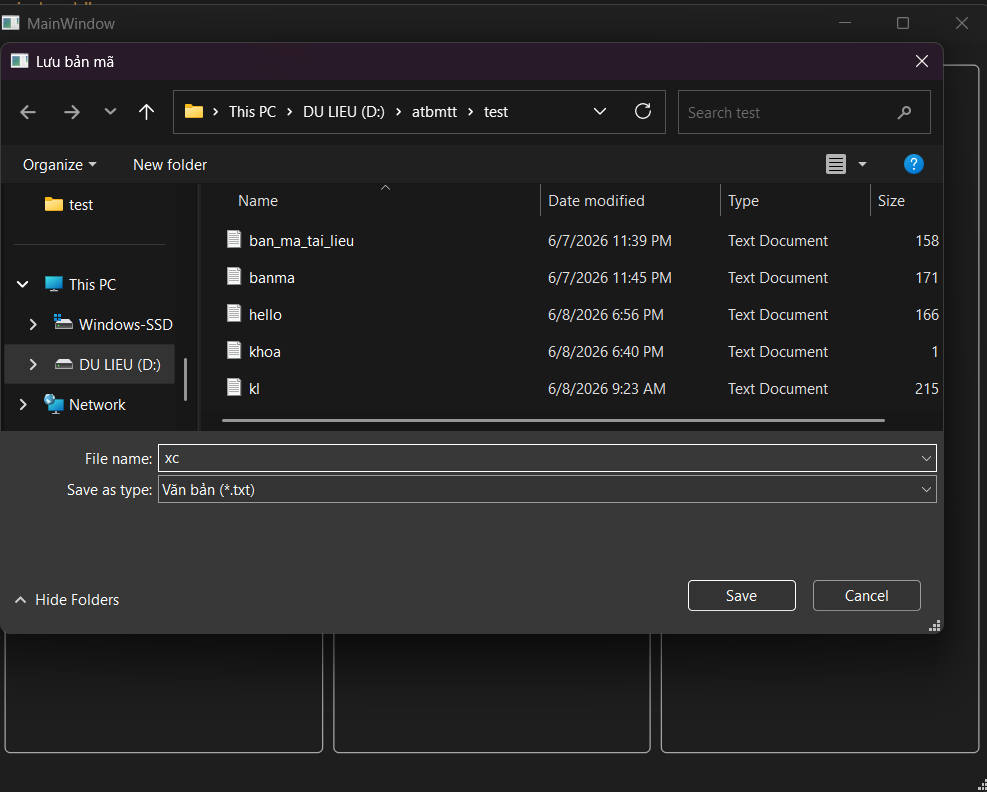 MainWindow
Lưu bản mã
This PC > DU LIEU (D:) > atbmtt > test
Search test
Organize
New folder
test
This PC
Windows-SSD
DU LIEU (D:)
Network
Name Date modified Type Size
ban_ma_tai_lieu 6/7/2026 11:39 PM Text Document 158
banma 6/7/2026 11:45 PM Text Document 171
hello 6/8/2026 6:56 PM Text Document 166
khoa 6/8/2026 6:40 PM Text Document 1
kl 6/8/2026 9:23 AM Text Document 215
File name: xc
Save as type: Văn bản (*.txt)
Hide Folders
Save
Cancel